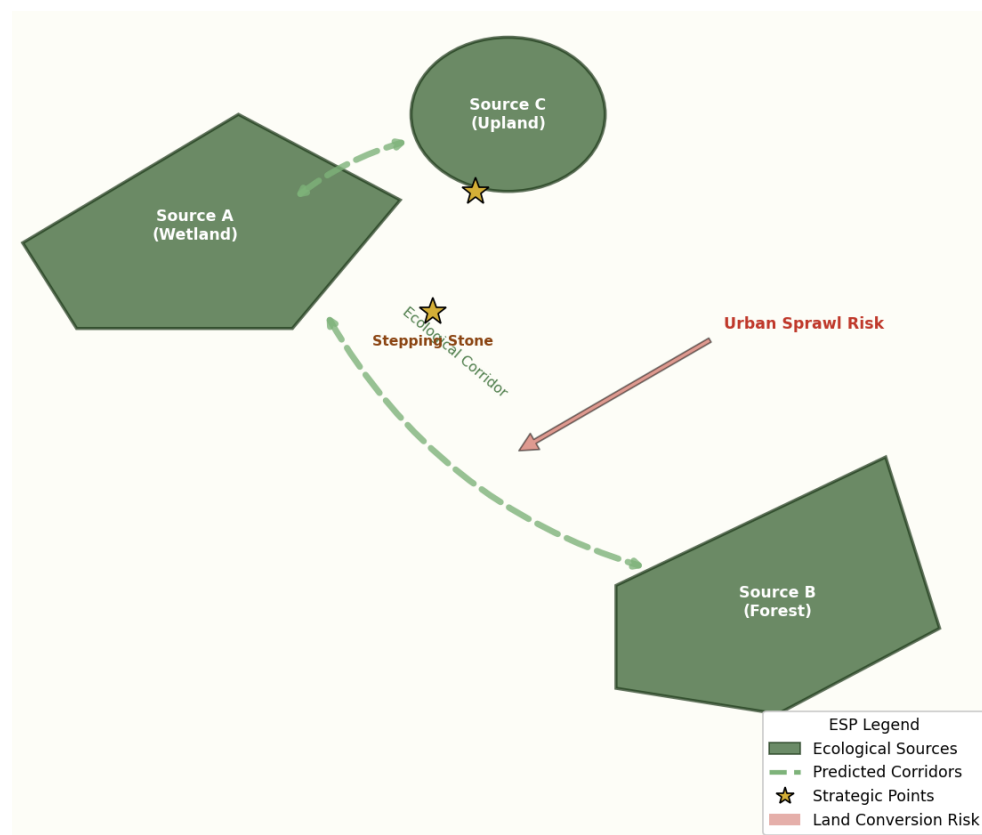 Source C
(Upland)
Source A
(Wetland)
Urban Sprawl Risk
Stepping Stone
Ecological Corridor
Source B
(Forest)
ESP Legend
Ecological Sources
Predicted Corridors
Strategic Points
Land Conversion Risk